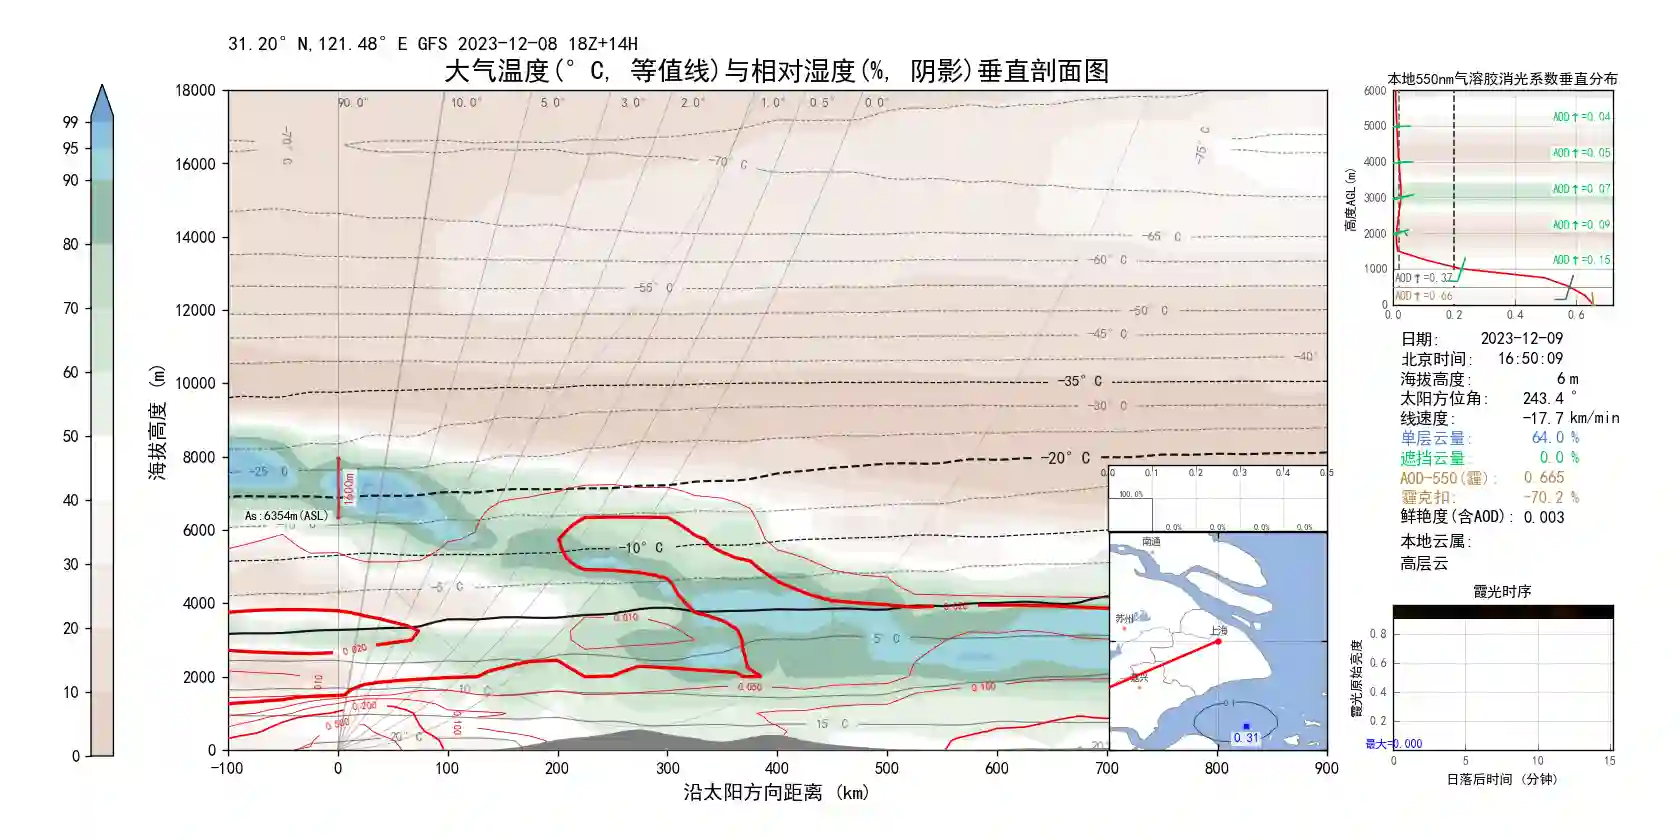 31.20°N,121.48°E GFS 2023-12-08 18Z+14H
大气温度(°C, 等值线)与相对湿度(%, 阴影)垂直剖面图
90.0° 10.0° 5.0° 3.0° 2.0° 1.0° 0.5° 0.0°
99
95
90
80
70
60
50
40
30
20
10
0
海拔高度 (m)
18000
16000
14000
12000
10000
8000
6000
4000
2000
0
-70°C
-70°C
-75°C
-65°C
-60°C
-55°C
-50°C
-45°C
-40°
-35°C
-30°C
-20°C
-25°C
1600m
As:6354m(ASL)
-10°C
-5°C
0.020
0.010
0.020
5°C
.010
10°C
0.050
0.100
0.200
0.500
0.100
15°C
20°C
20
-100 0 100 200 300 400 500 600 700 800 900
沿太阳方向距离 (km)
0.0 0.1 0.2 0.3 0.4 0.5
100.0%
0.0% 0.0% 0.0% 0.0%
南通
苏州
上海
嘉兴
0.31
本地550nm气溶胶消光系数垂直分布
高度AGL(m)
6000
5000
4000
3000
2000
1000
0
AOD↑=0.04
AOD↑=0.05
AOD↑=0.07
AOD↑=0.09
AOD↑=0.15
AOD↑=0.37
AOD↑=0.66
0.0 0.2 0.4 0.6
日期: 2023-12-09
北京时间: 16:50:09
海拔高度: 6 m
太阳方位角: 243.4 °
线速度: -17.7 km/min
单层云量: 64.0 %
遮挡云量: 0.0 %
AOD-550(霾): 0.665
霾克扣: -70.2 %
鲜艳度(含AOD): 0.003
本地云属:
高层云
霞光时序
霞光原始亮度
0.8
0.6
0.4
0.2
最大=0.000
0 5 10 15
日落后时间 (分钟)